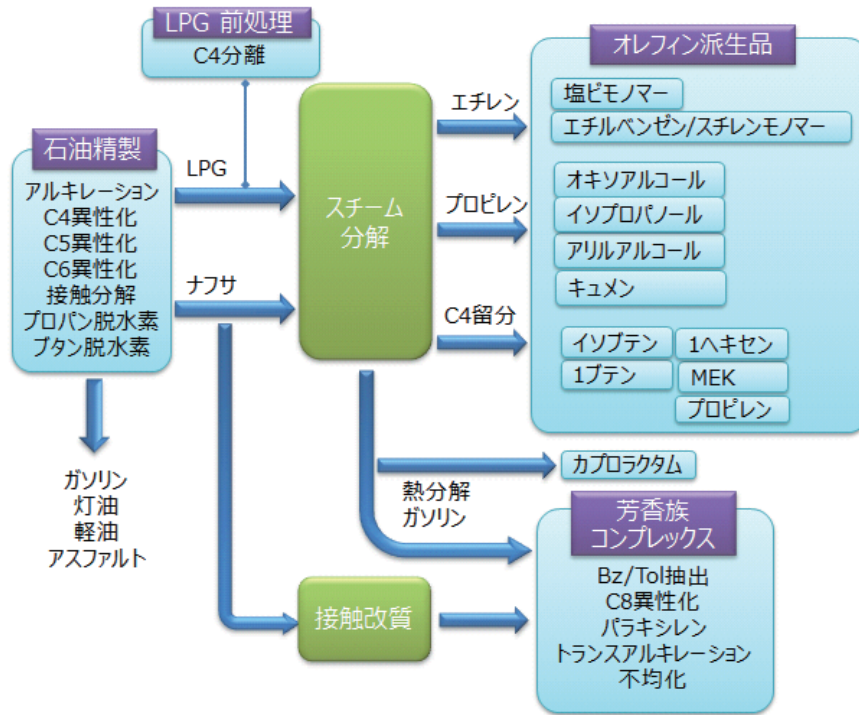 LPG 前処理
C4分離
石油精製
アルキレーション
C4異性化
C5異性化
C6異性化
接触分解
プロパン脱水素
ブタン脱水素
ガソリン
灯油
軽油
アスファルト
LPG
ナフサ
スチーム
分解
エチレン
プロピレン
C4留分
オレフィン派生品
塩ビモノマー
エチルベンゼン/スチレンモノマー
オキソアルコール
イソプロパノール
アリルアルコール
キュメン
イソブテン
1ヘキセン
1ブテン
MEK
プロピレン
カプロラクタム
熱分解
ガソリン
接触改質
芳香族
コンプレックス
Bz/Tol抽出
C8異性化
パラキシレン
トランスアルキレーション
不均化